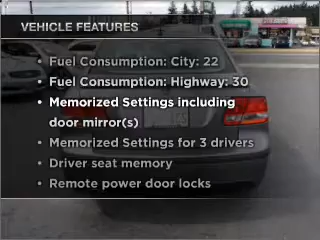 VEHICLE FEATURES
• Fuel Consumption: City: 22
• Fuel Consumption: Highway: 30
• Memorized Settings including
door mirror(s)
• Memorized Settings for 3 drivers
• Driver seat memory
• Remote power door locks